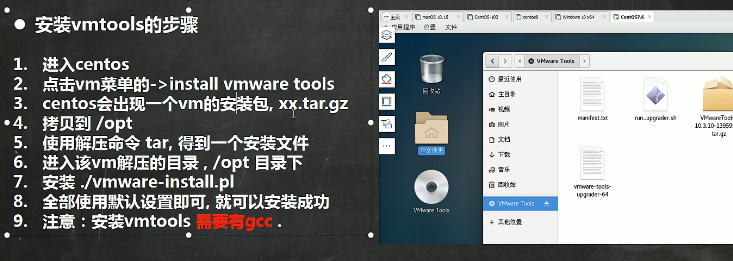 安装vmtools的步骤
1. 进入centos
2. 点击vm菜单的->install vmware tools
3. centos会出现一个vm的安装包, xx.tar.gz
4. 拷贝到 /opt
5. 使用解压命令 tar, 得到一个安装文件
6. 进入该vm解压的目录 , /opt 目录下
7. 安装 ./vmware-install.pl
8. 全部使用默认设置即可, 就可以安装成功
9. 注意：安装vmtools 需要有gcc .
主页
macOS 10.15
CentOS-102
centos8
Windows 10 x64
CentOS7.6
应用程序 位置 文件
回收站
主文件夹
VMware Tools
VMware Tools
最近使用
主目录
视频
图片
文档
下载
音乐
回收站
VMware Tools
其他位置
manifest.txt
run_upgrader.sh
VMwareTools
tar.gz
vmware-tools-
upgrader-64